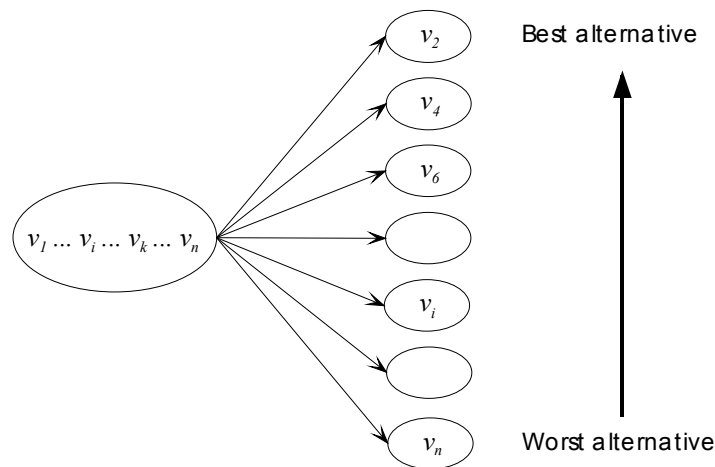 v₂ Best alternative
v₄
v₆
v₁ ... vᵢ ... vₖ ... vₙ
vᵢ
vₙ Worst alternative